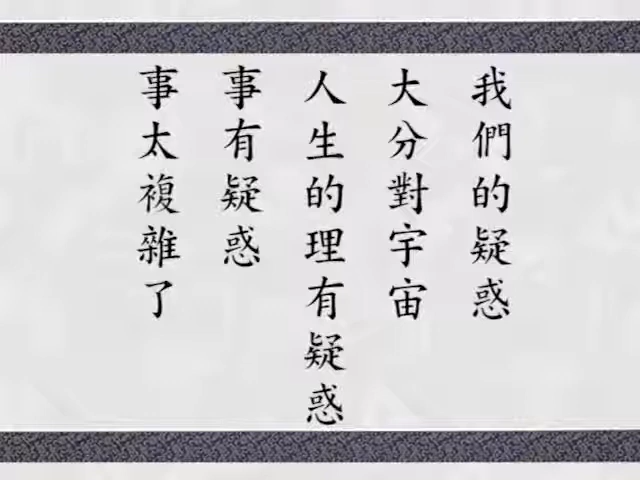 我們的疑惑
大分對宇宙
人生的理有疑惑
事有疑惑
事太複雜了